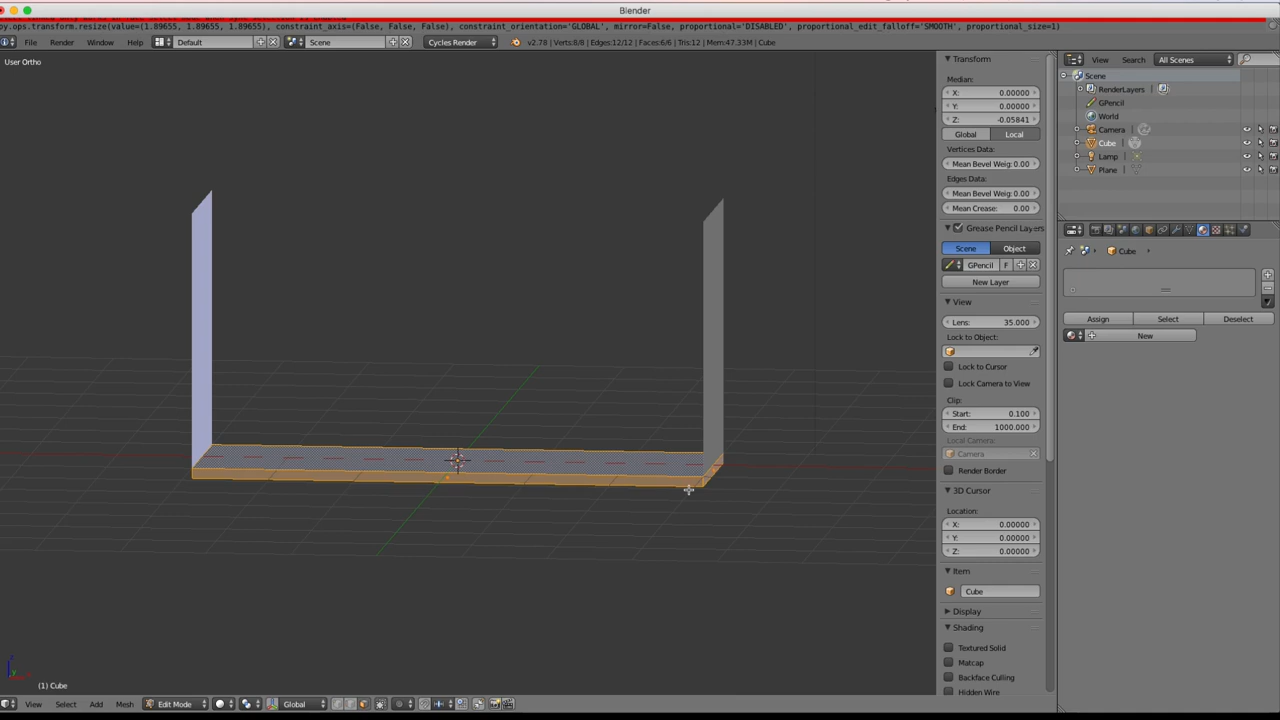 Blender
py.ops.transform.resize(value=(1.89655, 1.89655, 1.89655), constraint_axis=(False, False, False), constraint_orientation='GLOBAL', mirror=False, proportional='DISABLED', proportional_edit_falloff='SMOOTH', proportional_size=1)
File Render Window Help Default Scene Cycles Render v2.78 | Verts:8/8 | Edges:12/12 | Faces:6/6 | Tris:12 | Mem:47.33M | Cube
View Search All Scenes
User Ortho
Transform
Median:
X: 0.00000
Y: 0.00000
Z: -0.05841
Global Local
Vertices Data:
Mean Bevel Weig: 0.00
Edges Data:
Mean Bevel Weig: 0.00
Mean Crease: 0.00
Grease Pencil Layers
Scene Object
GPencil F
New Layer
View
Lens: 35.000
Lock to Object:
Lock to Cursor
Lock Camera to View
Clip:
Start: 0.100
End: 1000.000
Local Camera:
Camera
Render Border
3D Cursor
Location:
X: 0.00000
Y: 0.00000
Z: 0.00000
Item
Cube
Display
Shading
Textured Solid
Matcap
Backface Culling
Hidden Wire
Scene
RenderLayers
GPencil
World
Camera
Cube
Lamp
Plane
Cube
Assign Select Deselect
New
z
y
(1) Cube
View Select Add Mesh Edit Mode Global